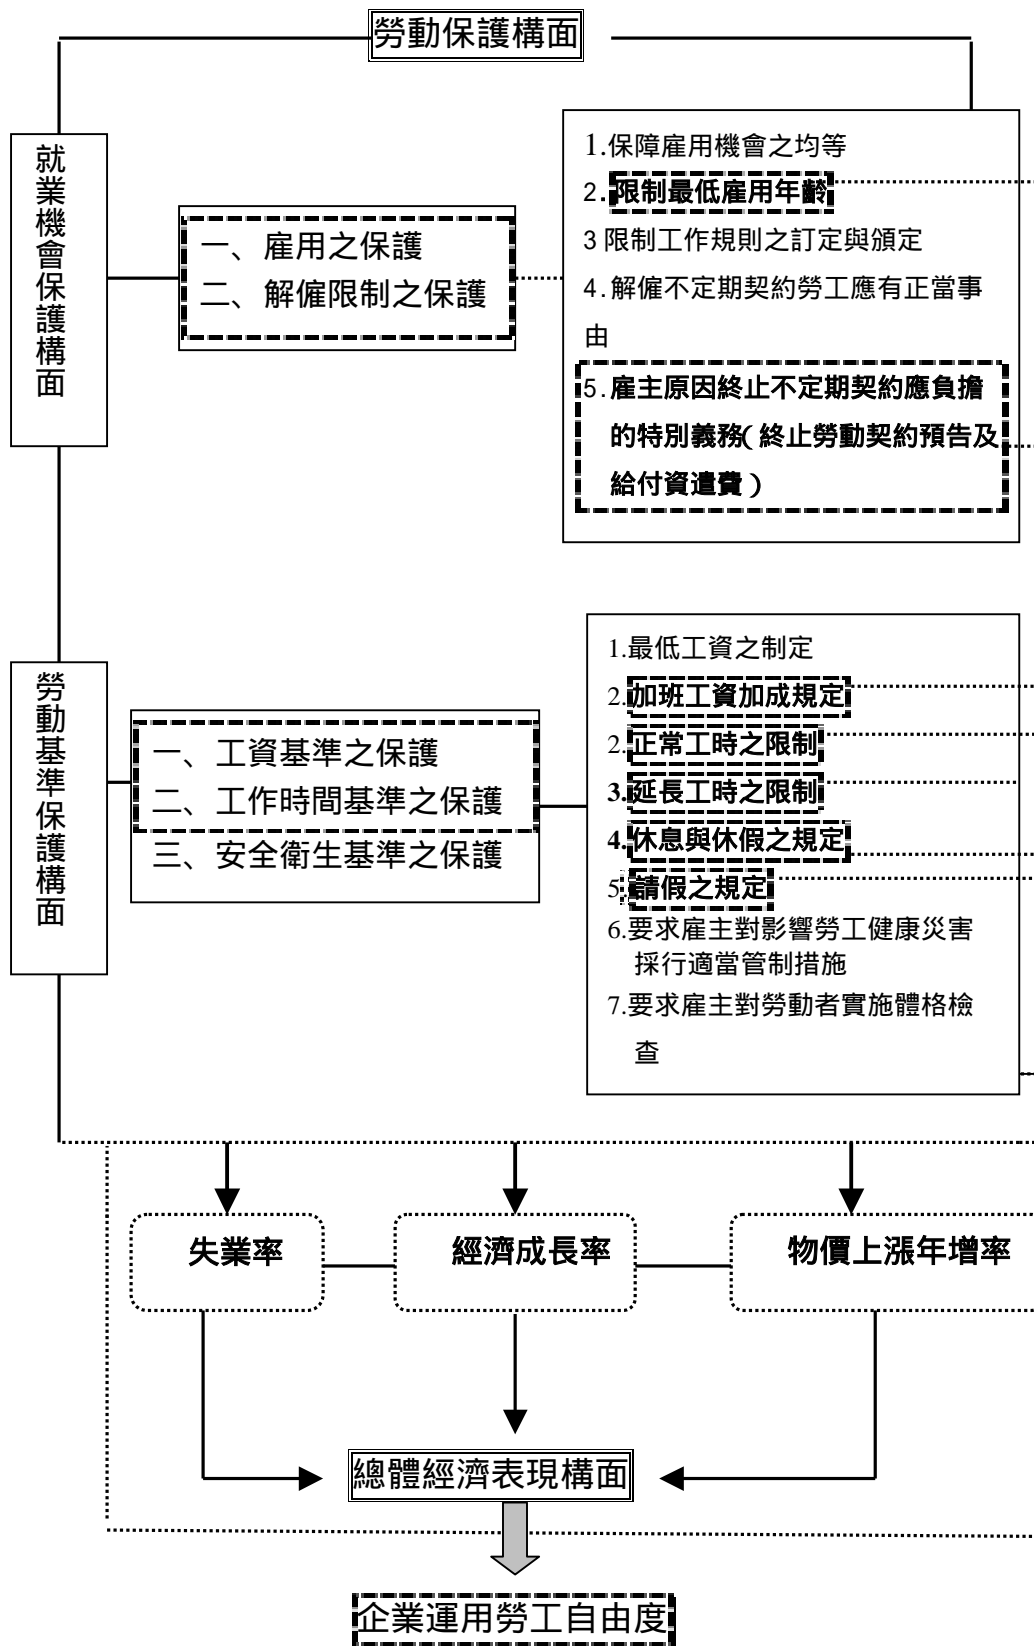 勞動保護構面
就業機會保護構面
一、雇用之保護
二、解僱限制之保護
1.保障雇用機會之均等
2.限制最低雇用年齡
3限制工作規則之訂定與頒定
4.解僱不定期契約勞工應有正當事
由
5.雇主原因終止不定期契約應負擔
的特別義務(終止勞動契約預告及
給付資遣費)
勞動基準保護構面
一、工資基準之保護
二、工作時間基準之保護
三、安全衛生基準之保護
1.最低工資之制定
2.加班工資加成規定
2.正常工時之限制
3.延長工時之限制
4.休息與休假之規定
5.請假之規定
6.要求雇主對影響勞工健康災害
採行適當管制措施
7.要求雇主對勞動者實施體格檢
查
失業率
經濟成長率
物價上漲年增率
總體經濟表現構面
企業運用勞工自由度